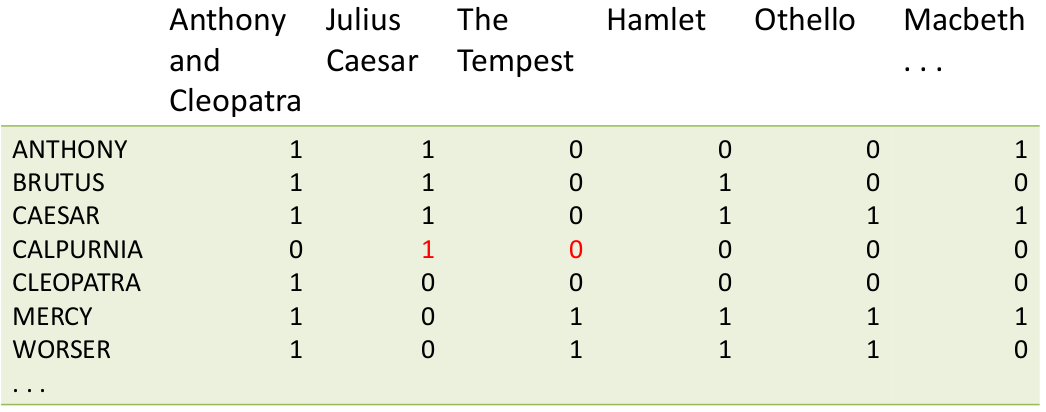 Anthony Julius The Hamlet Othello Macbeth
and Caesar Tempest . . .
Cleopatra
ANTHONY 1 1 0 0 0 1
BRUTUS 1 1 0 1 0 0
CAESAR 1 1 0 1 1 1
CALPURNIA 0 1 0 0 0 0
CLEOPATRA 1 0 0 0 0 0
MERCY 1 0 1 1 1 1
WORSER 1 0 1 1 1 0
. . .